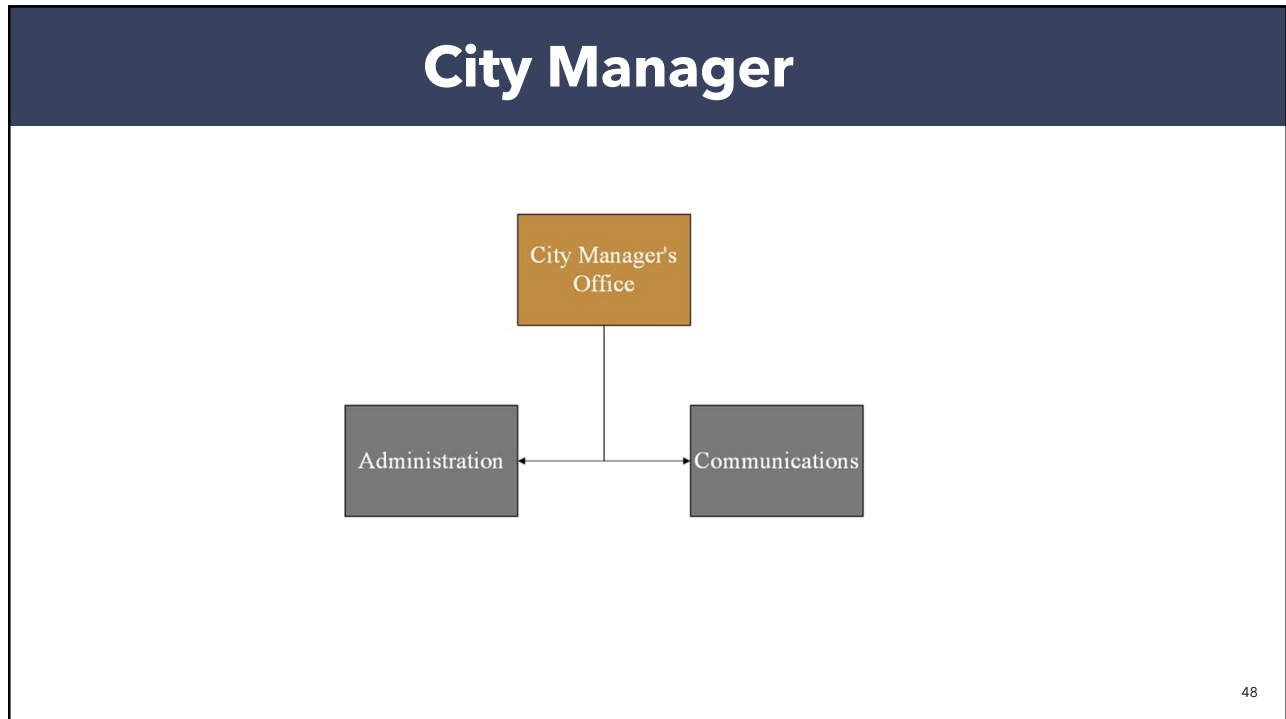 City Manager
City Manager's
Office
Administration
Communications
48